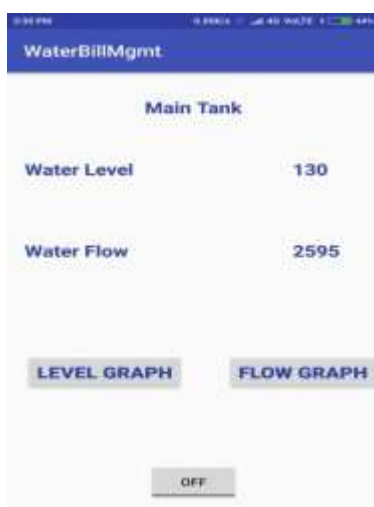 WaterBillMgmt
Main Tank
Water Level 130
Water Flow 2595
LEVEL GRAPH FLOW GRAPH
OFF